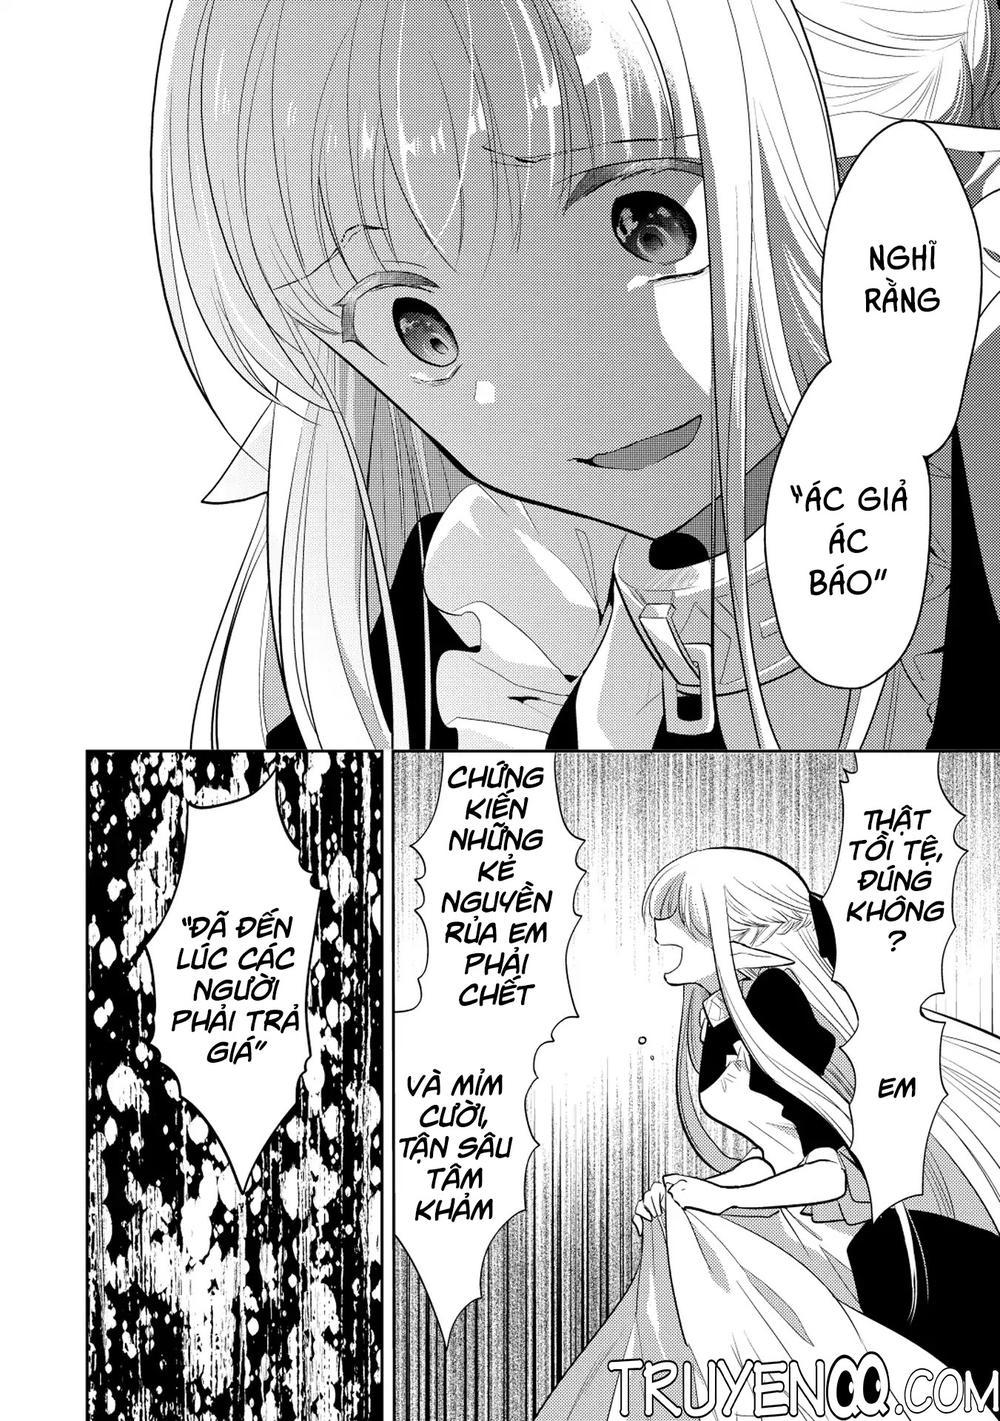 NGHĨ
RẰNG
"ÁC GIẢ
ÁC
BÁO"
THẬT
TỒI TỆ,
ĐÚNG
KHÔNG
?
EM
CHỨNG
KIẾN
NHỮNG
KẺ
NGUYỀN
RỦA EM
PHẢI
CHẾT
VÀ MỈM
CƯỜI,
TẬN SÂU
TÂM
KHẢM
"ĐÃ ĐẾN
LÚC CÁC
NGƯỜI
PHẢI TRẢ
GIÁ"
TRUYENQQ.COM